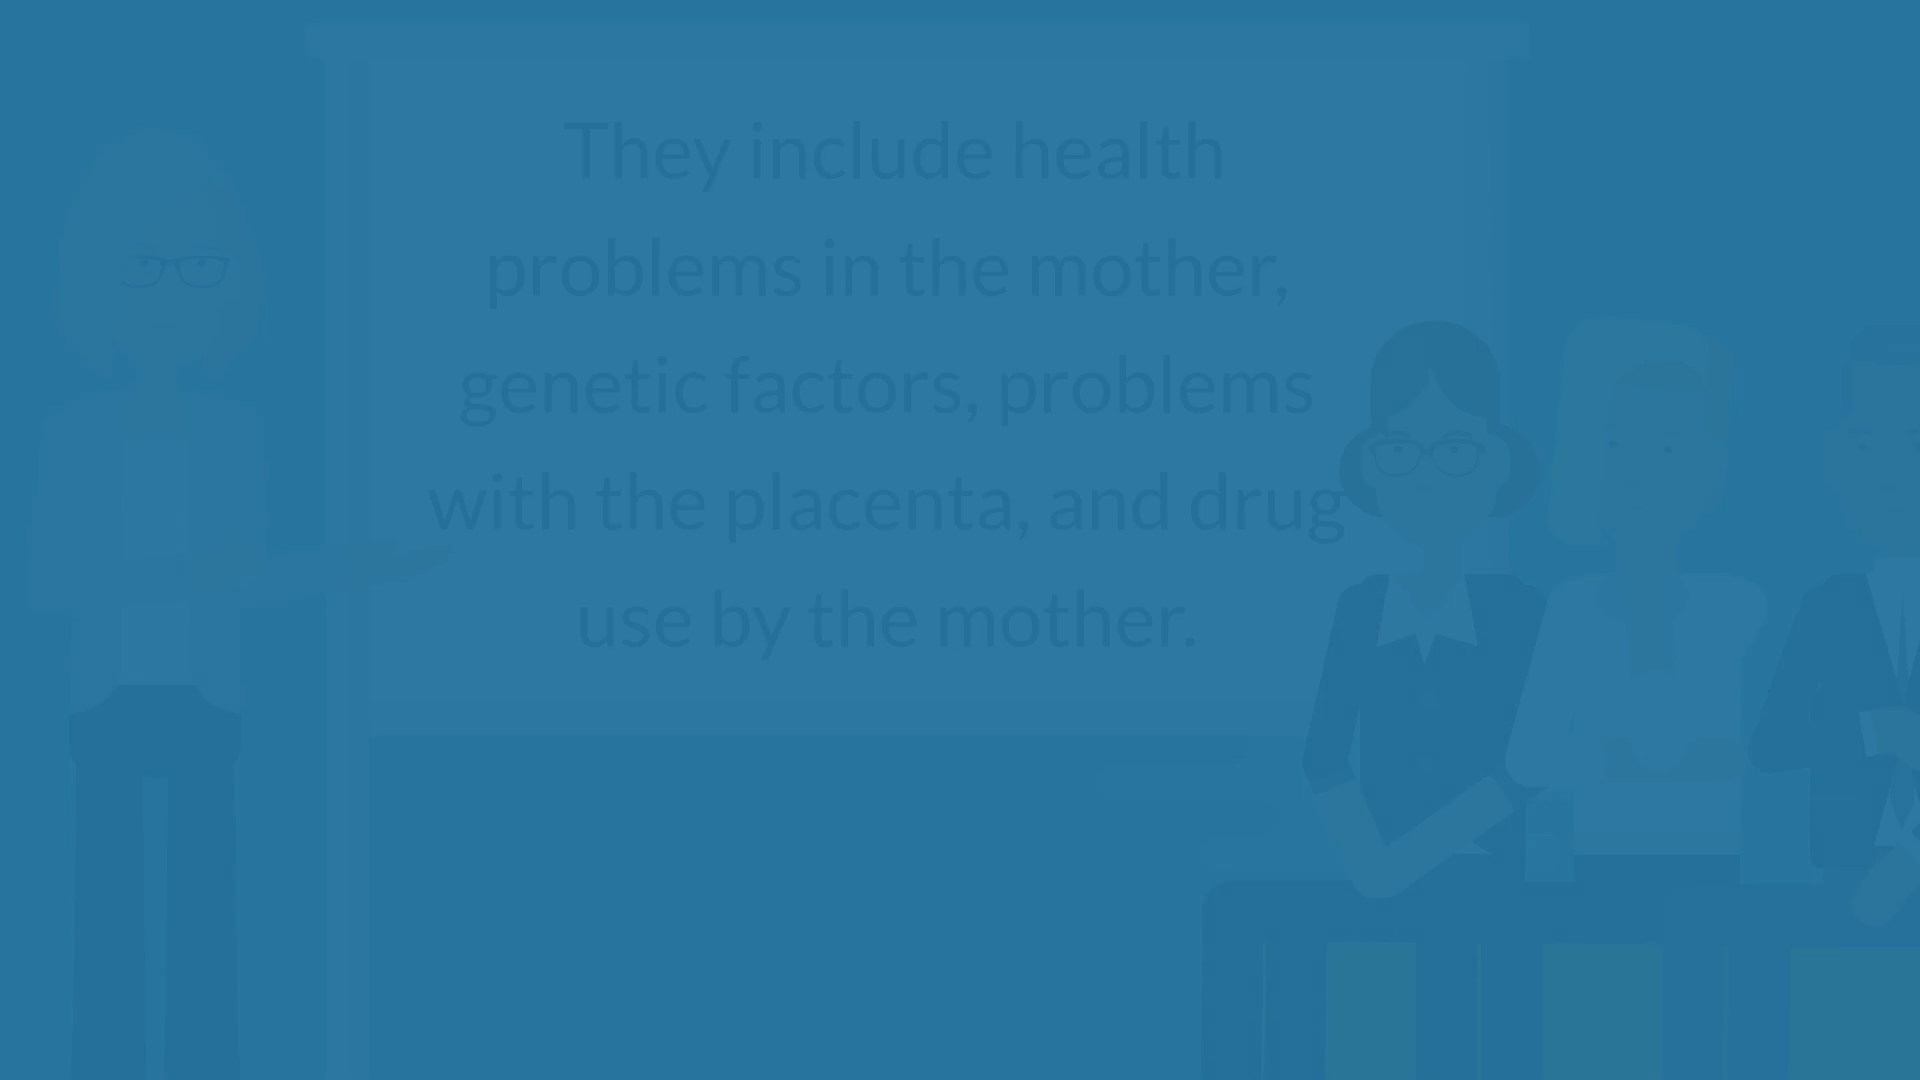 They include health
problems in the mother,
genetic factors, problems
with the placenta, and drug
use by the mother.